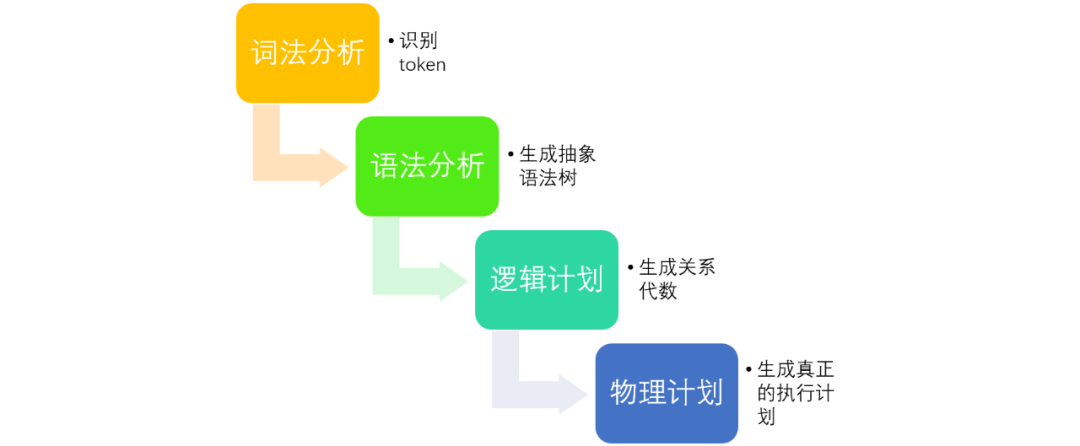 词法分析
• 识别
token
语法分析
• 生成抽象
语法树
逻辑计划
• 生成关系
代数
物理计划
• 生成真正
的执行计
划